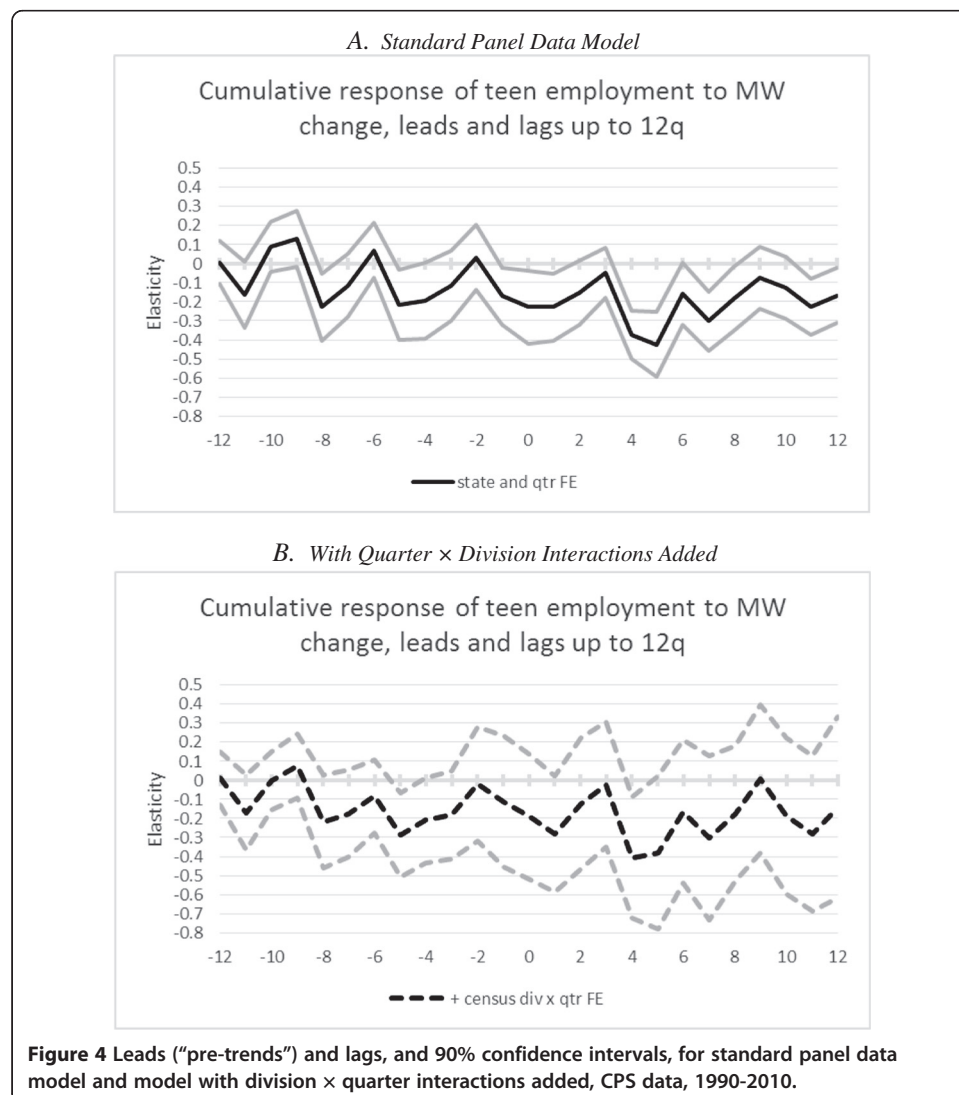 A. Standard Panel Data Model
Cumulative response of teen employment to MW
change, leads and lags up to 12q
0.5
0.4
0.3
0.2
0.1
0
-0.1
-0.2
-0.3
-0.4
-0.5
-0.6
-0.7
-0.8
Elasticity
-12 -10 -8 -6 -4 -2 0 2 4 6 8 10 12
state and qtr FE
B. With Quarter × Division Interactions Added
Cumulative response of teen employment to MW
change, leads and lags up to 12q
0.5
0.4
0.3
0.2
0.1
0
-0.1
-0.2
-0.3
-0.4
-0.5
-0.6
-0.7
-0.8
Elasticity
-12 -10 -8 -6 -4 -2 0 2 4 6 8 10 12
+ census div x qtr FE
Figure 4 Leads (“pre-trends”) and lags, and 90% confidence intervals, for standard panel data
model and model with division × quarter interactions added, CPS data, 1990-2010.